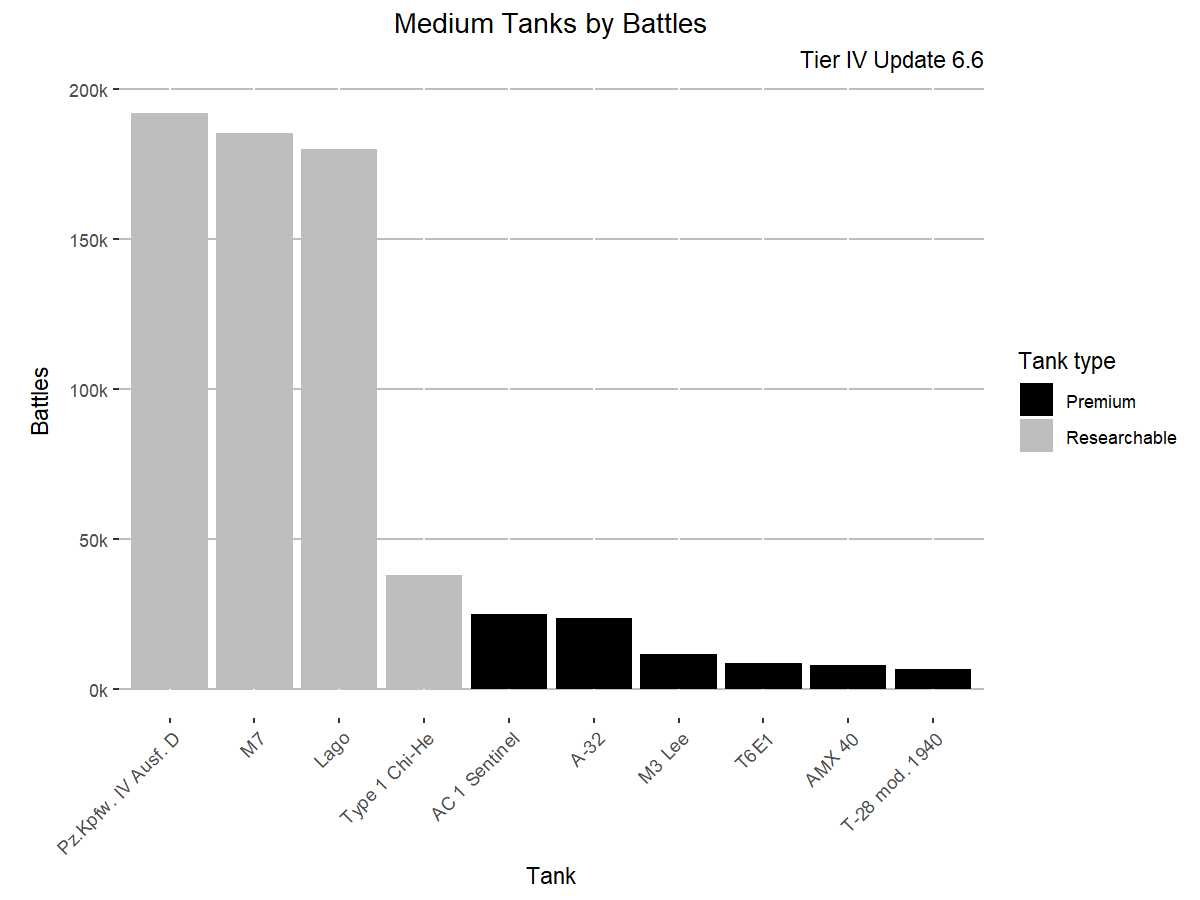 Medium Tanks by Battles
Tier IV Update 6.6
200k
150k
100k
50k
0k
Battles
Pz.Kpfw. IV Ausf. D
M7
Lago
Type 1 Chi-He
AC 1 Sentinel
A-32
M3 Lee
T6E1
AMX 40
T-28 mod. 1940
Tank
Tank type
Premium
Researchable